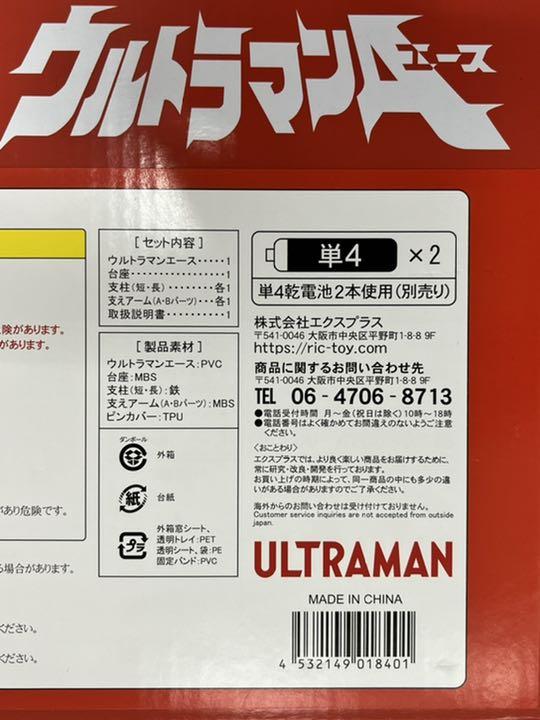 ウルトラマンA
エース
険があります。
があります。
があり危険です。
場合があります。
ください。
ください。
[セット内容]
ウルトラマンエース・・・・・1
台座・・・・・・・・・・・・・・・・・1
支柱(短・長)・・・・・・・・各1
支えアーム(A・Bパーツ)・・・各1
取扱説明書・・・・・・・・・・1
[製品素材]
ウルトラマンエース:PVC
台座:MBS
支柱(短・長):鉄
支えアーム(A・Bパーツ):MBS
ピンカバー:TPU
ダンボール
外箱
紙
台紙
プラ
外箱窓シート、
透明トレイ:PET
透明シート、袋:PE
固定バンド:PVC
単4 ×2
単4乾電池2本使用(別売り)
株式会社エクスプラス
〒541-0046 大阪市中央区平野町1-8-8 9F
https://ric-toy.com
商品に関するお問い合わせ先
〒541-0046 大阪市中央区平野町1-8-8 9F
TEL 06-4706-8713
●電話受付時間 月〜金(祝日は除く)10時〜18時
●電話番号はよく確かめてお間違えのないようご注意
ください。
〈おことわり〉
エクスプラスでは、より良く楽しい商品をお届けするために、
常に研究・改良・開発を行っております。
お買い上げの時期によって、同一商品の中にも多少の違
いがある場合がありますのでご了承ください。
海外からのお問い合わせは受け付けておりません。
Customer service inquiries are not accepted from outside
japan.
ULTRAMAN
MADE IN CHINA
4 532149 018401